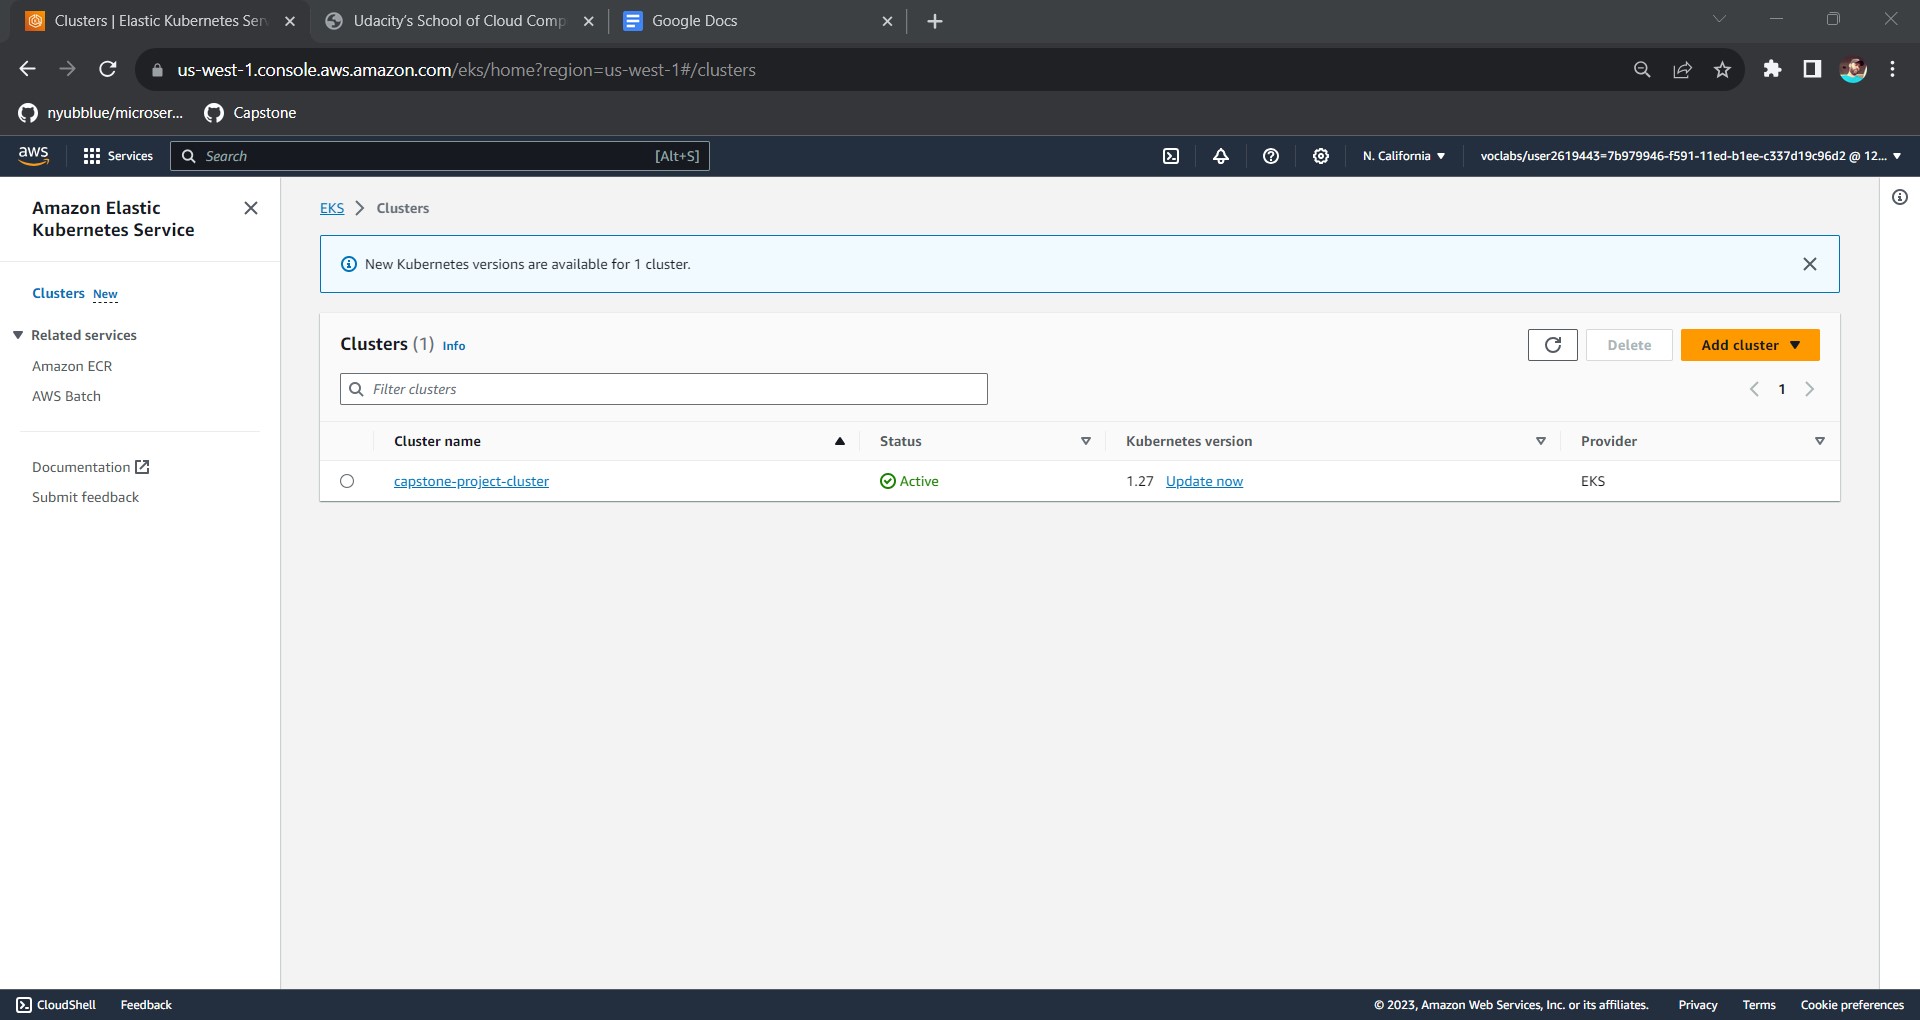 Clusters | Elastic Kubernetes Ser
Udacity's School of Cloud Comp
Google Docs
us-west-1.console.aws.amazon.com/eks/home?region=us-west-1#/clusters
nyubblue/microser...
Capstone
aws
Services
Search
[Alt+S]
N. California
voclabs/user2619443=7b979946-f591-11ed-b1ee-c337d19c96d2 @ 12...
Amazon Elastic
Kubernetes Service
Clusters New
Related services
Amazon ECR
AWS Batch
Documentation
Submit feedback
EKS > Clusters
New Kubernetes versions are available for 1 cluster.
Clusters (1) Info
Delete
Add cluster
Filter clusters
1
Cluster name Status Kubernetes version Provider
capstone-project-cluster Active 1.27 Update now EKS
CloudShell
Feedback
© 2023, Amazon Web Services, Inc. or its affiliates.
Privacy
Terms
Cookie preferences